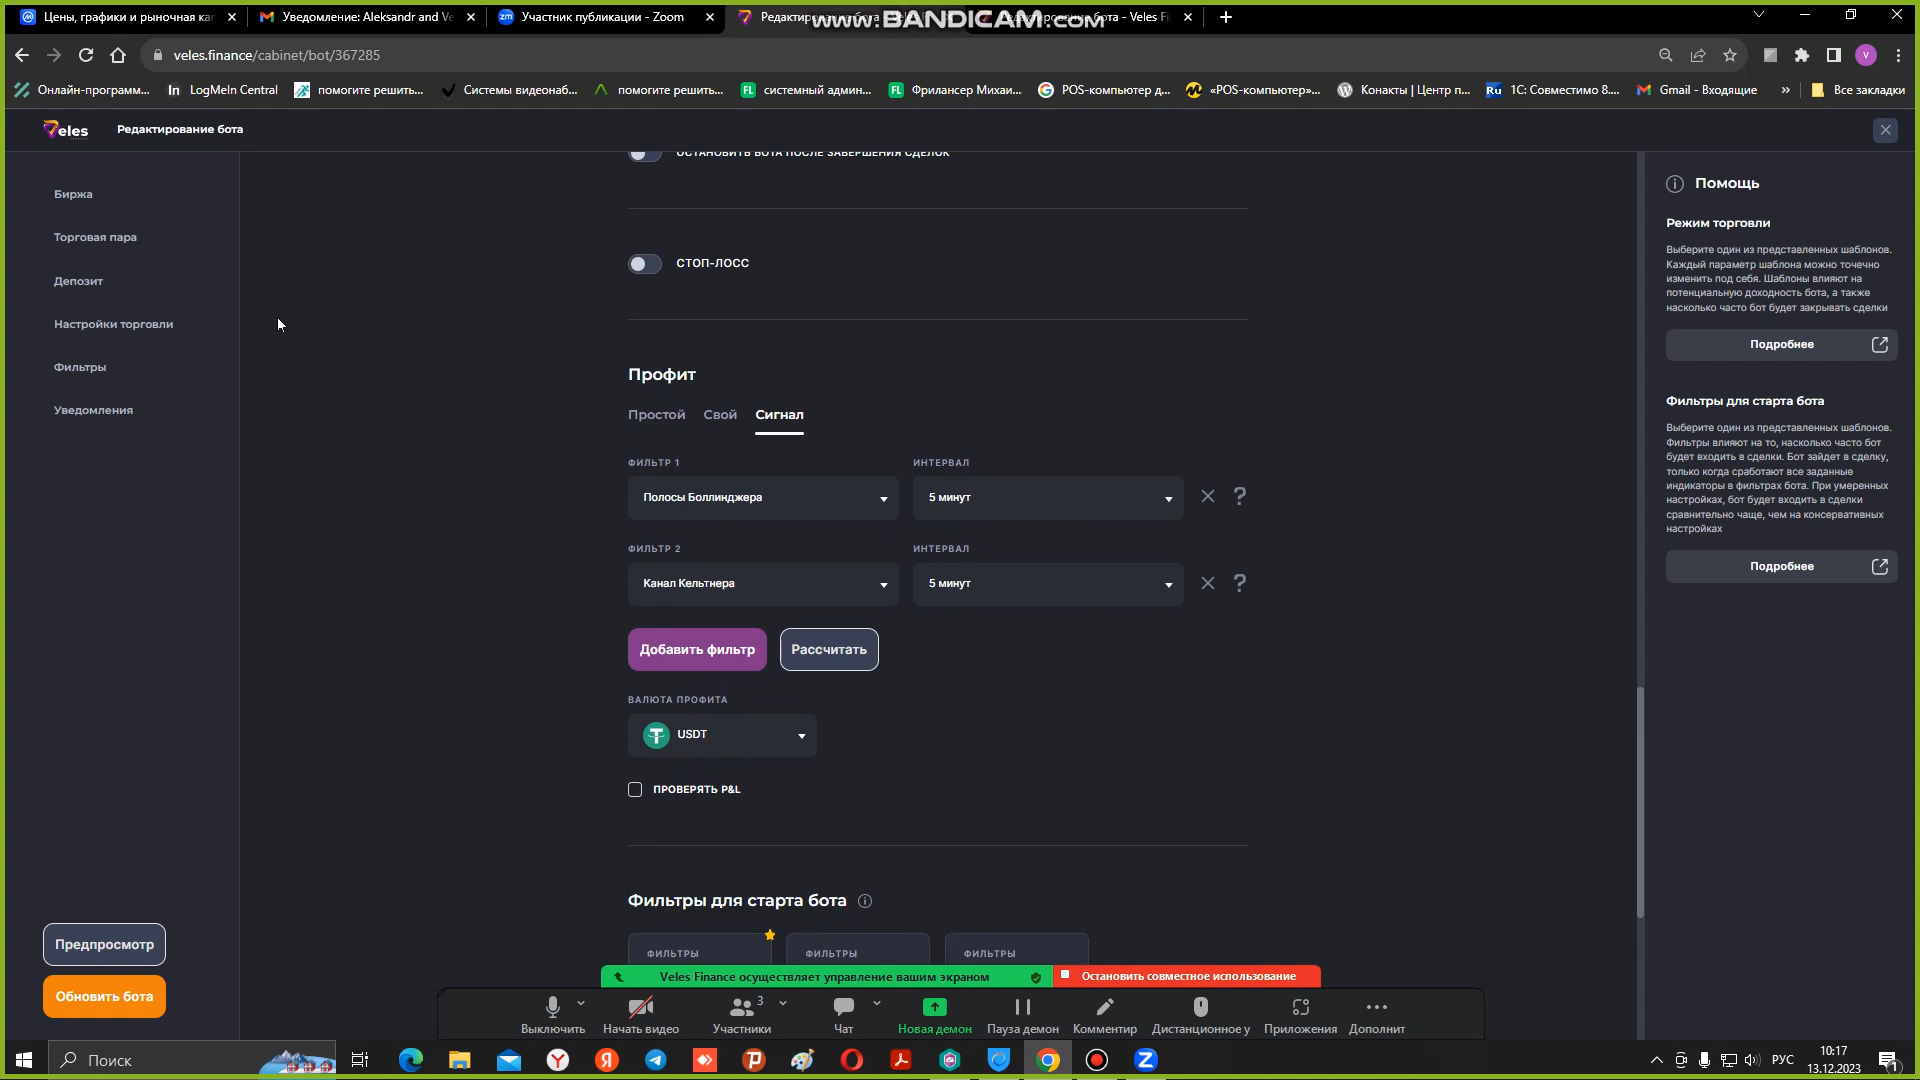 Цены, графики и рыночная кап
Уведомление: Aleksandr and Ve
Участник публикации - Zoom
www.BANDICAM.com
бота - Veles Fi
veles.finance/cabinet/bot/367285
Онлайн-программ...
LogMeIn Central
помогите решить...
Системы видеонаб...
помогите решить...
системный админ...
Фрилансер Михаи...
POS-компьютер д...
«POS-компьютер»...
Конакты | Центр п...
1С: Совместимо 8....
Gmail - Входящие
»
Все закладки
Veles
Редактирование бота
Биржа
Торговая пара
Депозит
Настройки торговли
Фильтры
Уведомления
Предпросмотр
Обновить бота
ОСТАНОВИТЬ БОТА ПОСЛЕ ЗАВЕРШЕНИЯ СДЕЛОК
СТОП-ЛОСС
Профит
Простой Свой Сигнал
ФИЛЬТР 1 ИНТЕРВАЛ
Полосы Боллинджера 5 минут ?
ФИЛЬТР 2 ИНТЕРВАЛ
Канал Кельтнера 5 минут ?
Добавить фильтр Рассчитать
ВАЛЮТА ПРОФИТА
USDT
ПРОВЕРЯТЬ P&L
Фильтры для старта бота
ФИЛЬТРЫ ФИЛЬТРЫ ФИЛЬТРЫ
Помощь
Режим торговли
Выберите один из представленных шаблонов.
Каждый параметр шаблона можно точечно
изменить под себя. Шаблоны влияют на
потенциальную доходность бота, а также
насколько часто бот будет закрывать сделки
Подробнее
Фильтры для старта бота
Выберите один из представленных шаблонов.
Фильтры влияют на то, насколько часто бот
будет входить в сделки. Бот зайдет в сделку,
только когда сработают все заданные
индикаторы в фильтрах бота. При умеренных
настройках, бот будет входить в сделки
сравнительно чаще, чем на консервативных
настройках
Подробнее
Veles Finance осуществляет управление вашим экраном
Остановить совместное использование
3
Выключить Начать видео Участники Чат Новая демон Пауза демон Комментир Дистанционное у Приложения Дополнит
Поиск
РУС
10:17
13.12.2023
1